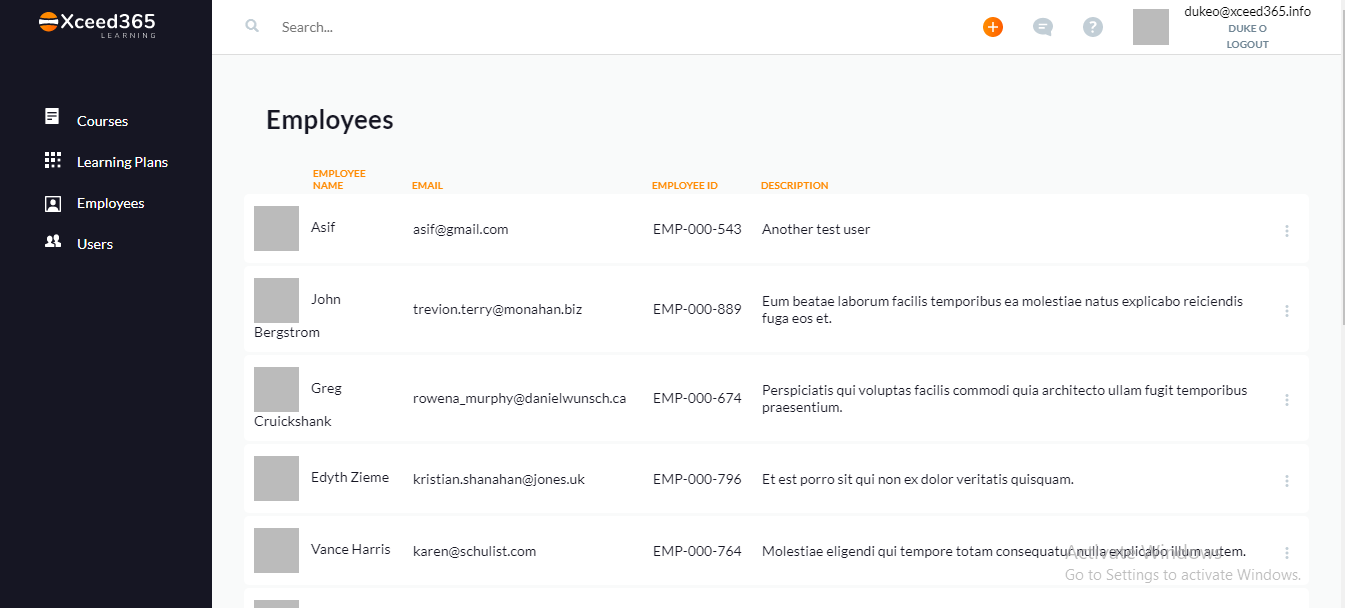 Xceed365
LEARNING
Search...
dukeo@xceed365.info
DUKE O
LOGOUT
Courses
Learning Plans
Employees
Users
Employees
EMPLOYEE
NAME
EMAIL
EMPLOYEE ID
DESCRIPTION
Asif
asif@gmail.com
EMP-000-543
Another test user
John
Bergstrom
trevion.terry@monahan.biz
EMP-000-889
Eum beatae laborum facilis temporibus ea molestiae natus explicabo reiciendis
fuga eos et.
Greg
Cruickshank
rowena_murphy@danielwunsch.ca
EMP-000-674
Perspiciatis qui voluptas facilis commodi quia architecto ullam fugit temporibus
praesentium.
Edyth Zieme
kristian.shanahan@jones.uk
EMP-000-796
Et est porro sit qui non ex dolor veritatis quisquam.
Vance Harris
karen@schulist.com
EMP-000-764
Molestiae eligendi qui tempore totam consequatur nulla explicabo illum autem.
Activate Windows
Go to Settings to activate Windows.